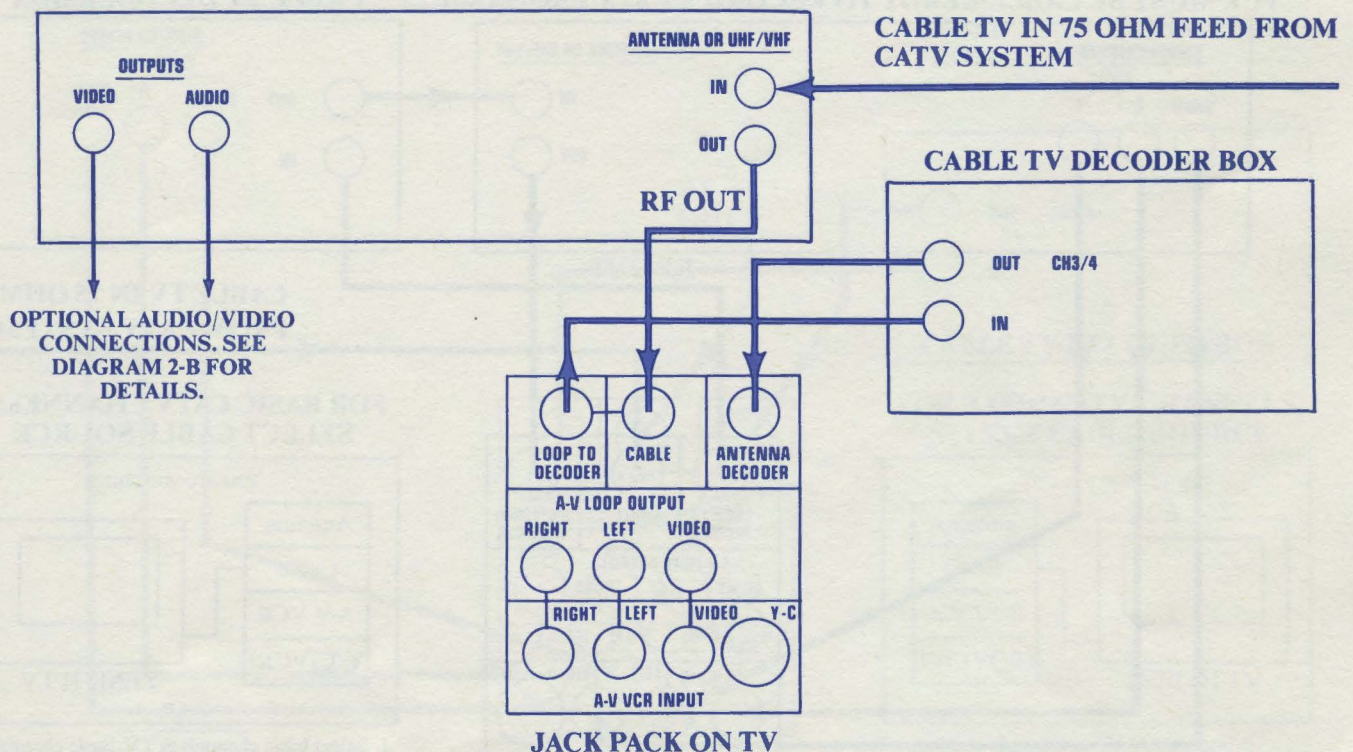 ANTENNA OR UHF/VHF
CABLE TV IN 75 OHM FEED FROM
CATV SYSTEM
OUTPUTS
VIDEO
AUDIO
IN
OUT
RF OUT
CABLE TV DECODER BOX
OUT CH3/4
IN
OPTIONAL AUDIO/VIDEO
CONNECTIONS. SEE
DIAGRAM 2-B FOR
DETAILS.
LOOP TO
DECODER
CABLE
ANTENNA
DECODER
A-V LOOP OUTPUT
RIGHT LEFT VIDEO
RIGHT LEFT VIDEO Y-C
A-V VCR INPUT
JACK PACK ON TV